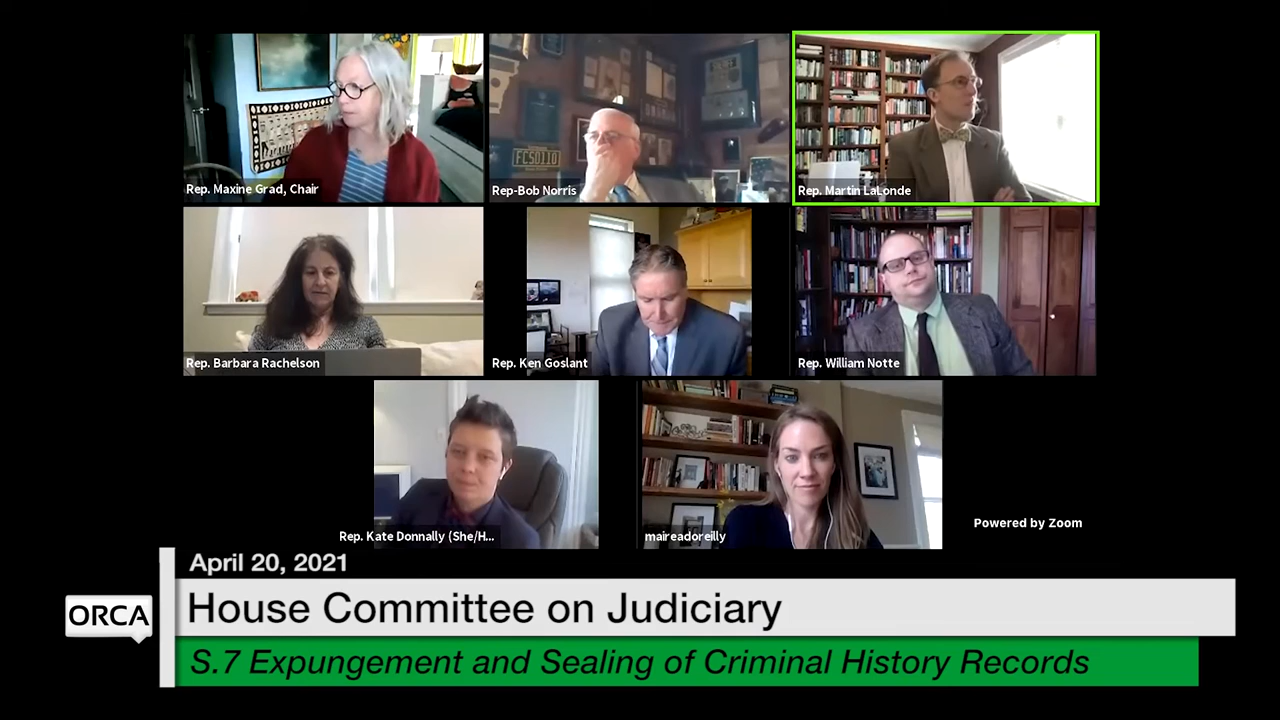 Rep. Maxine Grad, Chair
FCSO110
Rep-Bob Norris
Rep. Martin LaLonde
Rep. Barbara Rachelson
Rep. Ken Goslant
Rep. William Notte
Rep. Kate Donnally (She/H...
maireadoreilly
Powered by Zoom
April 20, 2021
ORCA
House Committee on Judiciary
S.7 Expungement and Sealing of Criminal History Records